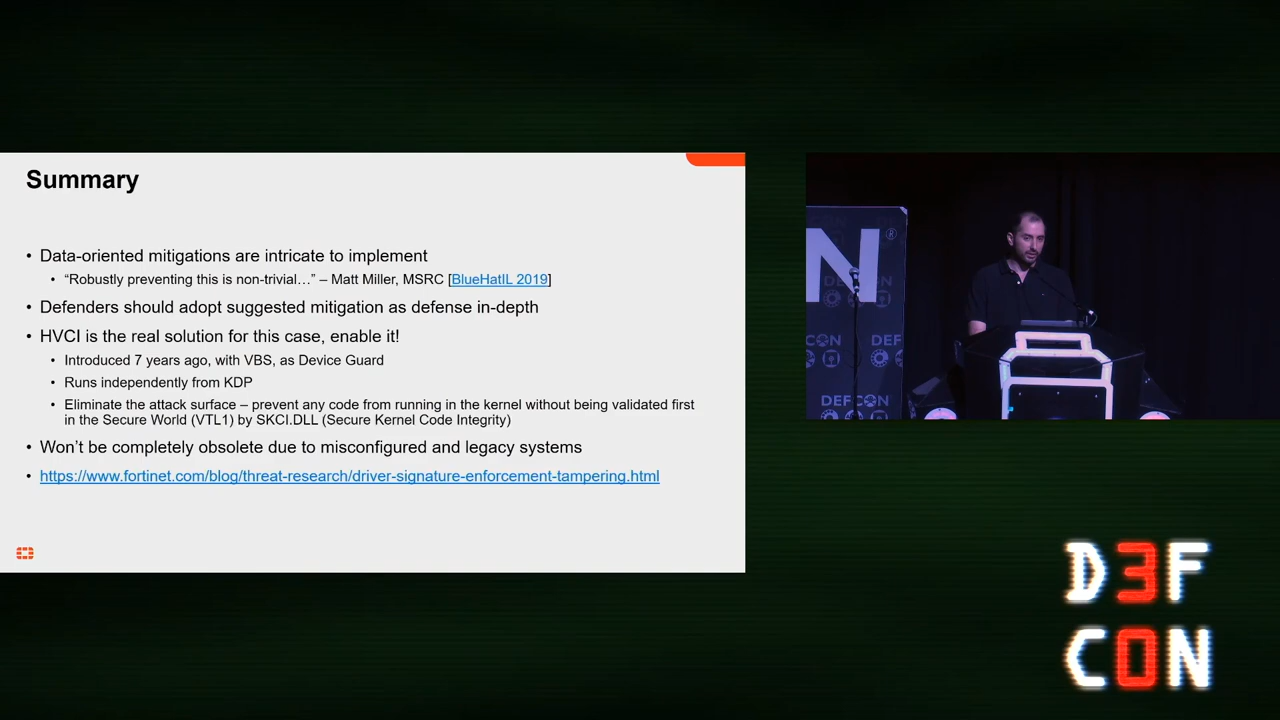 Summary
• Data-oriented mitigations are intricate to implement
• “Robustly preventing this is non-trivial…” – Matt Miller, MSRC [BlueHatIL 2019]
• Defenders should adopt suggested mitigation as defense in-depth
• HVCI is the real solution for this case, enable it!
• Introduced 7 years ago, with VBS, as Device Guard
• Runs independently from KDP
• Eliminate the attack surface – prevent any code from running in the kernel without being validated first
in the Secure World (VTL1) by SKCI.DLL (Secure Kernel Code Integrity)
• Won’t be completely obsolete due to misconfigured and legacy systems
• https://www.fortinet.com/blog/threat-research/driver-signature-enforcement-tampering.html
N®
DEFCON
D3F
C0N